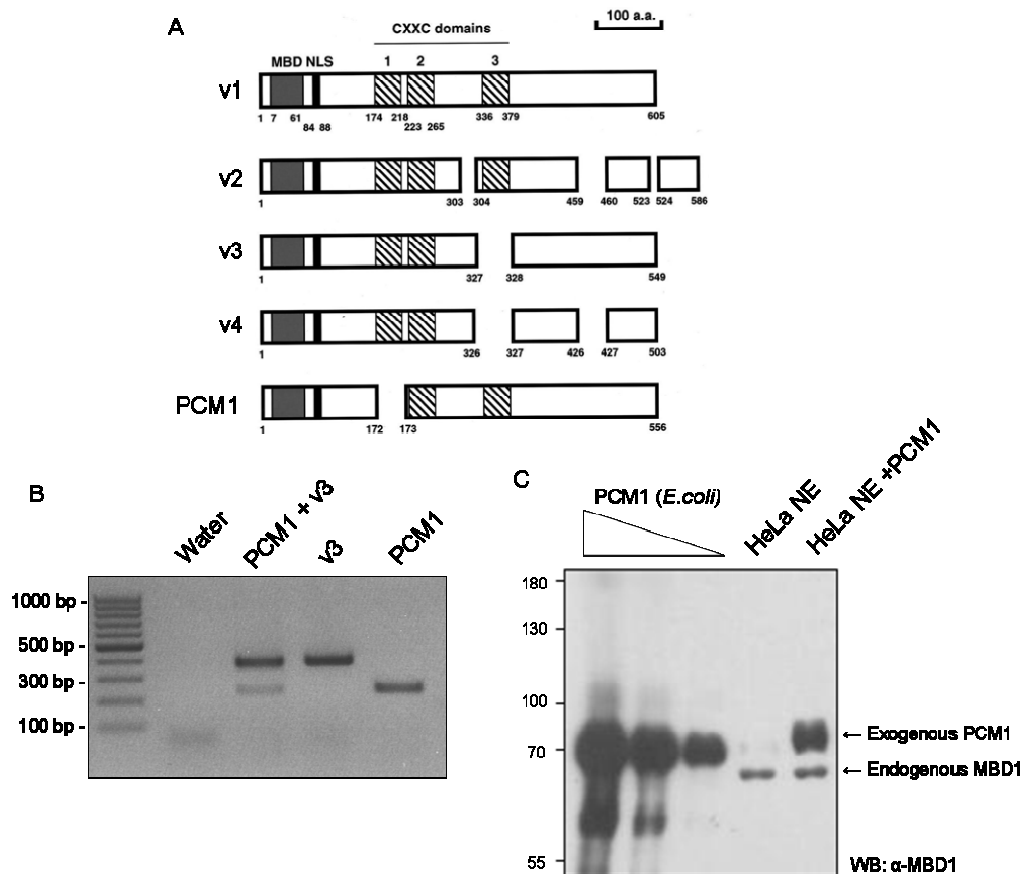 A
100 a.a.
CXXC domains
MBD NLS 1 2 3
v1
1 7 61 174 218 336 379 605
84 88 223 265
v2
1 303 304 459 460 523 524 586
v3
1 327 328 549
v4
1 326 327 426 427 503
PCM1
1 172 173 556
B
Water
PCM1 + v3
v3
PCM1
1000 bp -
500 bp -
300 bp -
100 bp -
C
PCM1 (E.coli)
HeLa NE
HeLa NE +PCM1
180
130
100
70
55
← Exogenous PCM1
← Endogenous MBD1
WB: α-MBD1